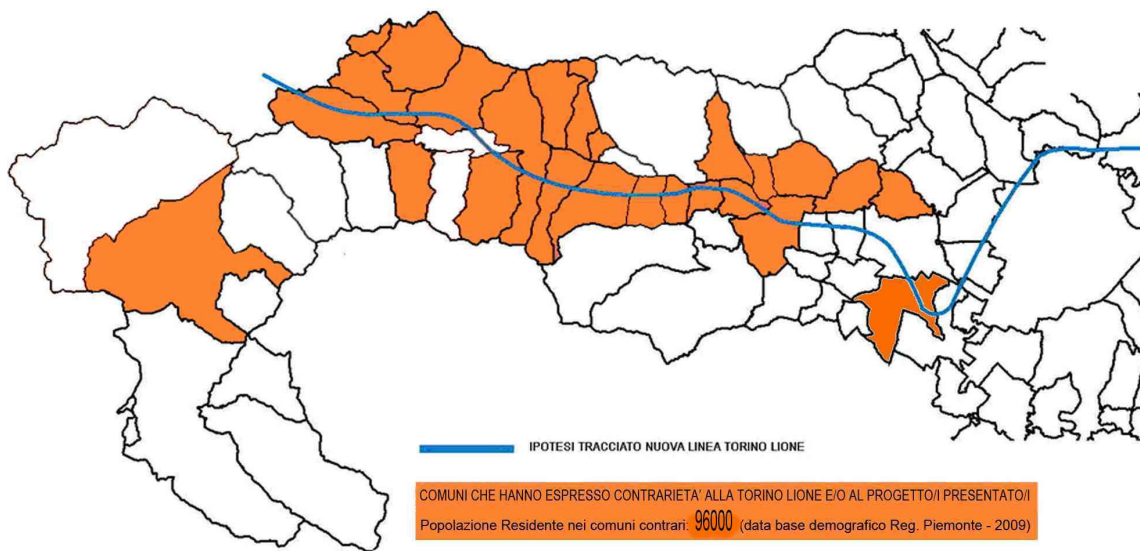 IPOTESI TRACCIATO NUOVA LINEA TORINO LIONE
COMUNI CHE HANNO ESPRESSO CONTRARIETA' ALLA TORINO LIONE E/O AL PROGETTO/I PRESENTATO/I
Popolazione Residente nei comuni contrari: 96000 (data base demografico Reg. Piemonte - 2009)